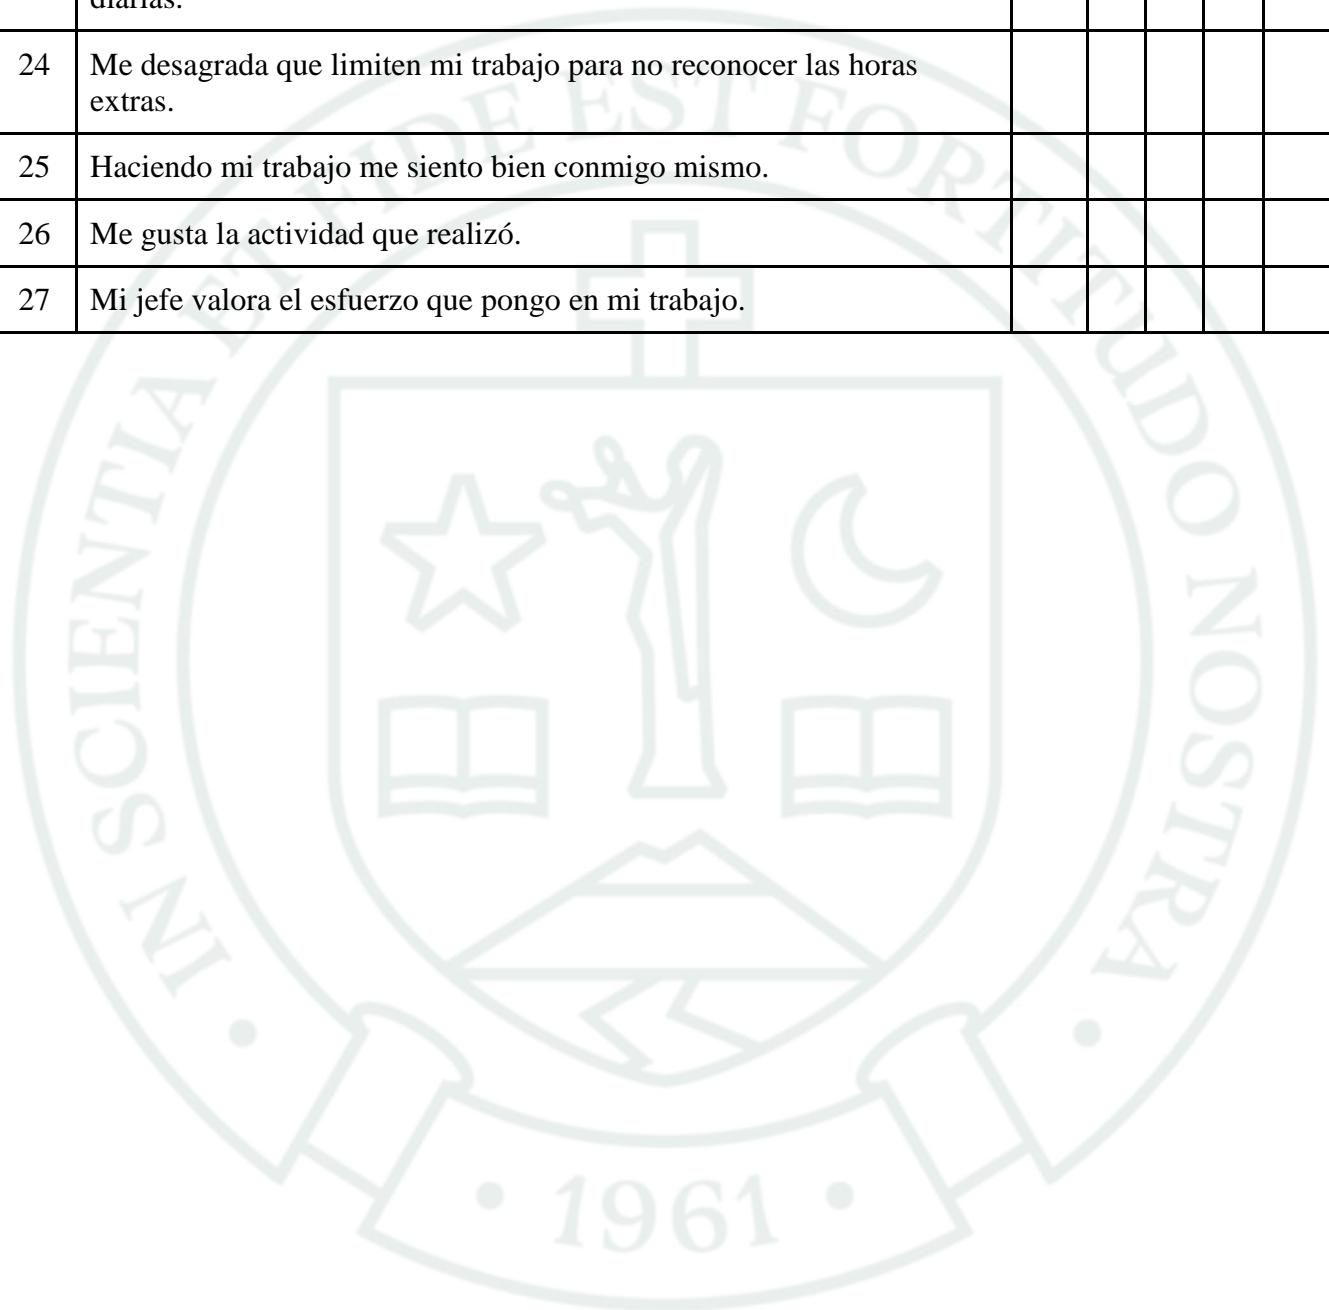 diarias.
24 Me desagrada que limiten mi trabajo para no reconocer las horas
extras.
25 Haciendo mi trabajo me siento bien conmigo mismo.
26 Me gusta la actividad que realizó.
27 Mi jefe valora el esfuerzo que pongo en mi trabajo.
IN SCIENTIA ET FIDE EST FORTITUDO NOSTRA
• 1961 •